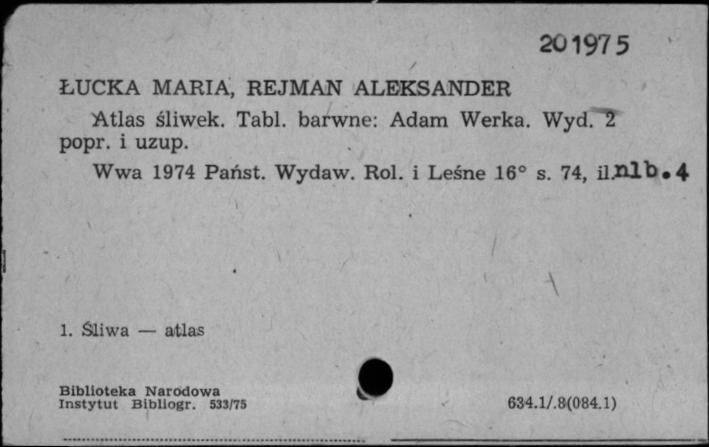 201975
ŁUCKA MARIA, REJMAN ALEKSANDER
Atlas śliwek. Tabl. barwne: Adam Werka. Wyd. 2
popr. i uzup.
Wwa 1974 Państ. Wydaw. Rol. i Leśne 16° s. 74, il. nlb. 4
1. Śliwa — atlas
Biblioteka Narodowa
Instytut Bibliogr. 533/75
634.1/.8(084.1)